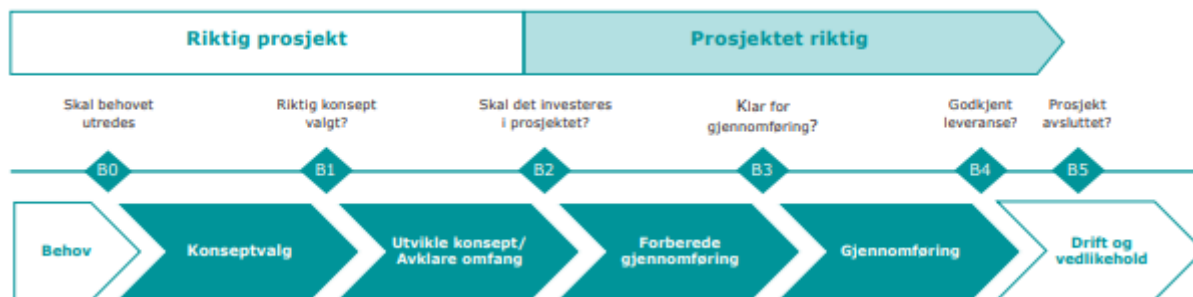 Riktig prosjekt
Prosjektet riktig
Skal behovet
utredes
Riktig konsept
valgt?
Skal det investeres
i prosjektet?
Klar for
gjennomføring?
Godkjent
leveranse?
Prosjekt
avsluttet?
B0
B1
B2
B3
B4
B5
Behov
Konseptvalg
Utvikle konsept/
Avklare omfang
Forberede
gjennomføring
Gjennomføring
Drift og
vedlikehold